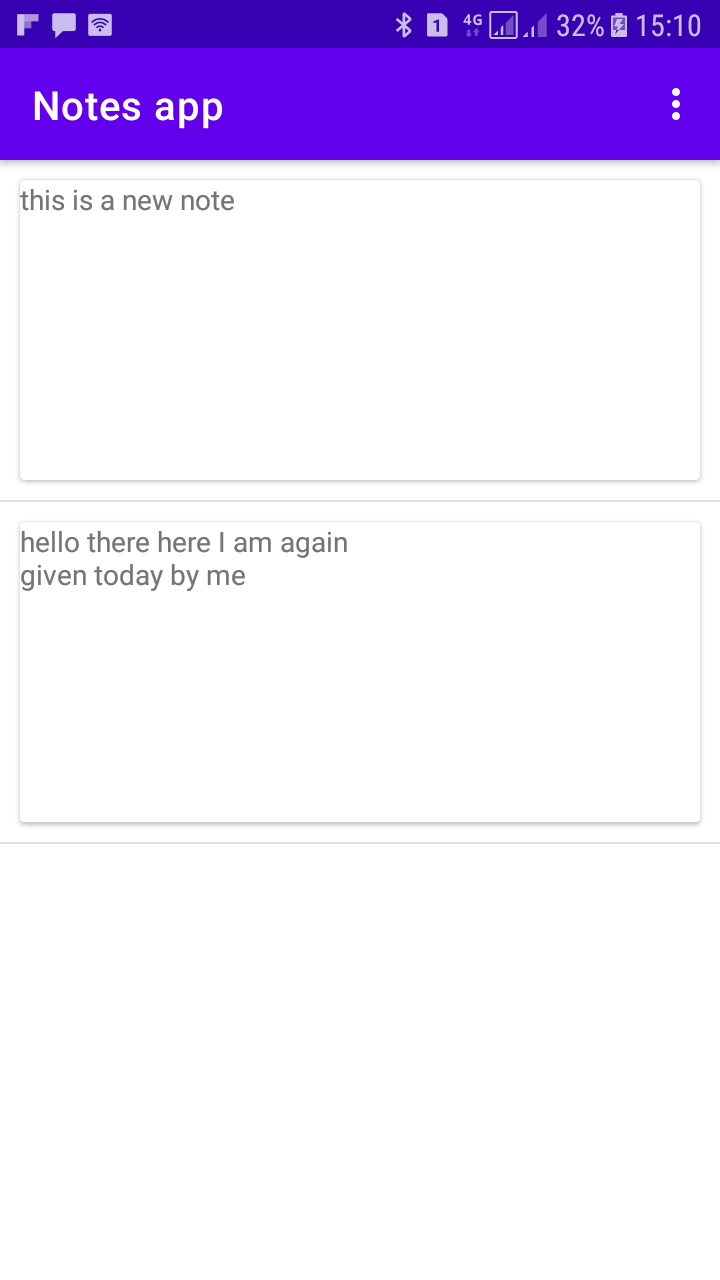 1 4G 32% 15:10
Notes app
this is a new note
hello there here I am again
given today by me